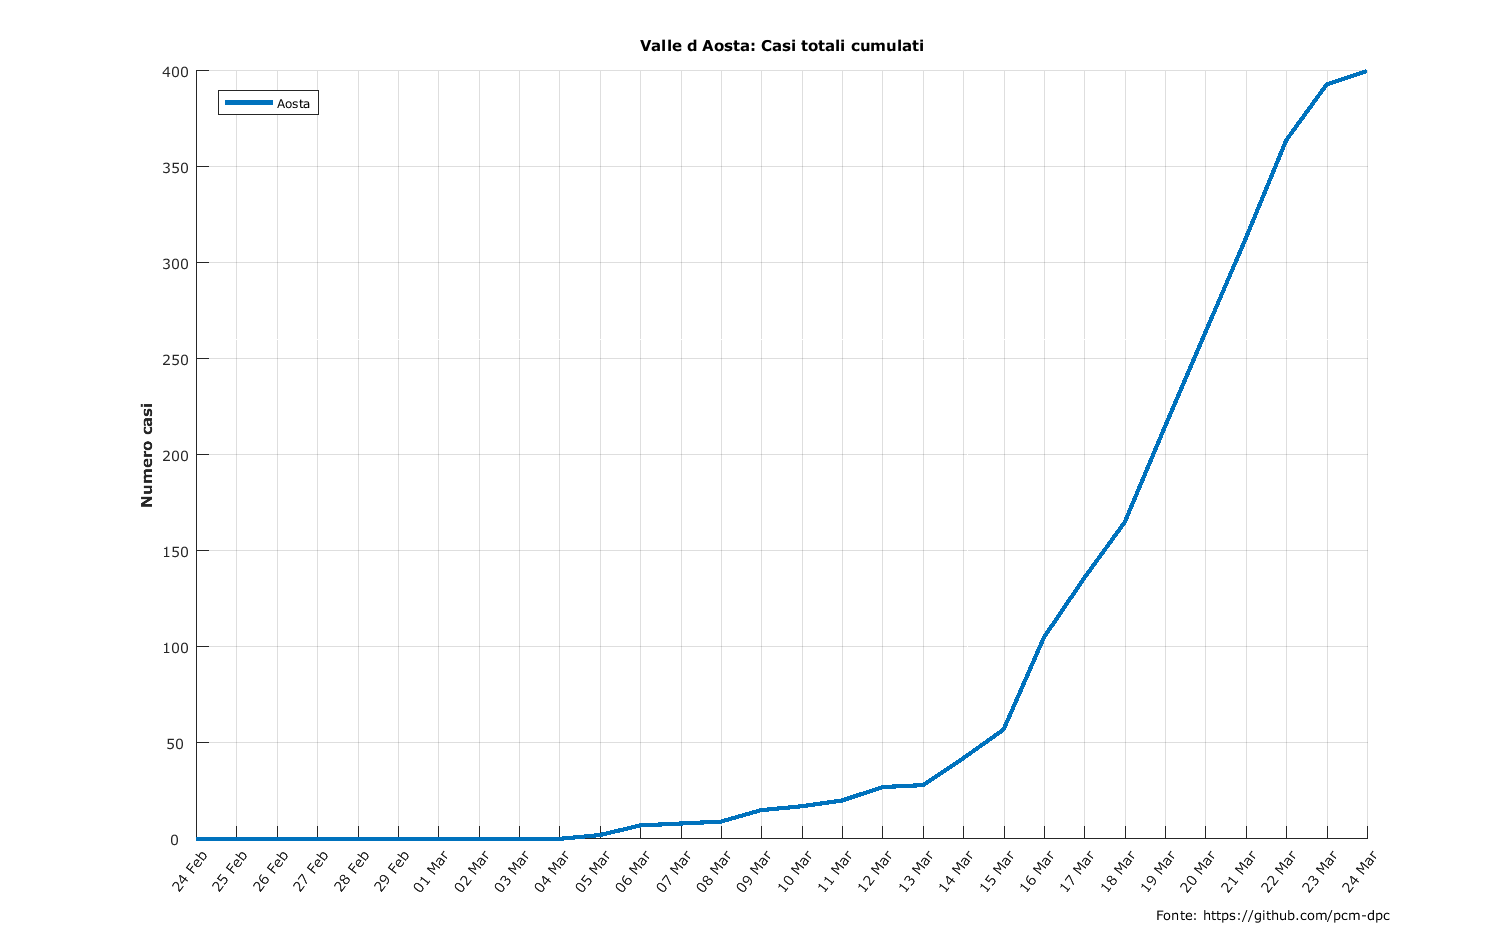 Valle d Aosta: Casi totali cumulati
Aosta
Numero casi
400
350
300
250
200
150
100
50
0
24 Feb
25 Feb
26 Feb
27 Feb
28 Feb
29 Feb
01 Mar
02 Mar
03 Mar
04 Mar
05 Mar
06 Mar
07 Mar
08 Mar
09 Mar
10 Mar
11 Mar
12 Mar
13 Mar
14 Mar
15 Mar
16 Mar
17 Mar
18 Mar
19 Mar
20 Mar
21 Mar
22 Mar
23 Mar
24 Mar
Fonte: https://github.com/pcm-dpc